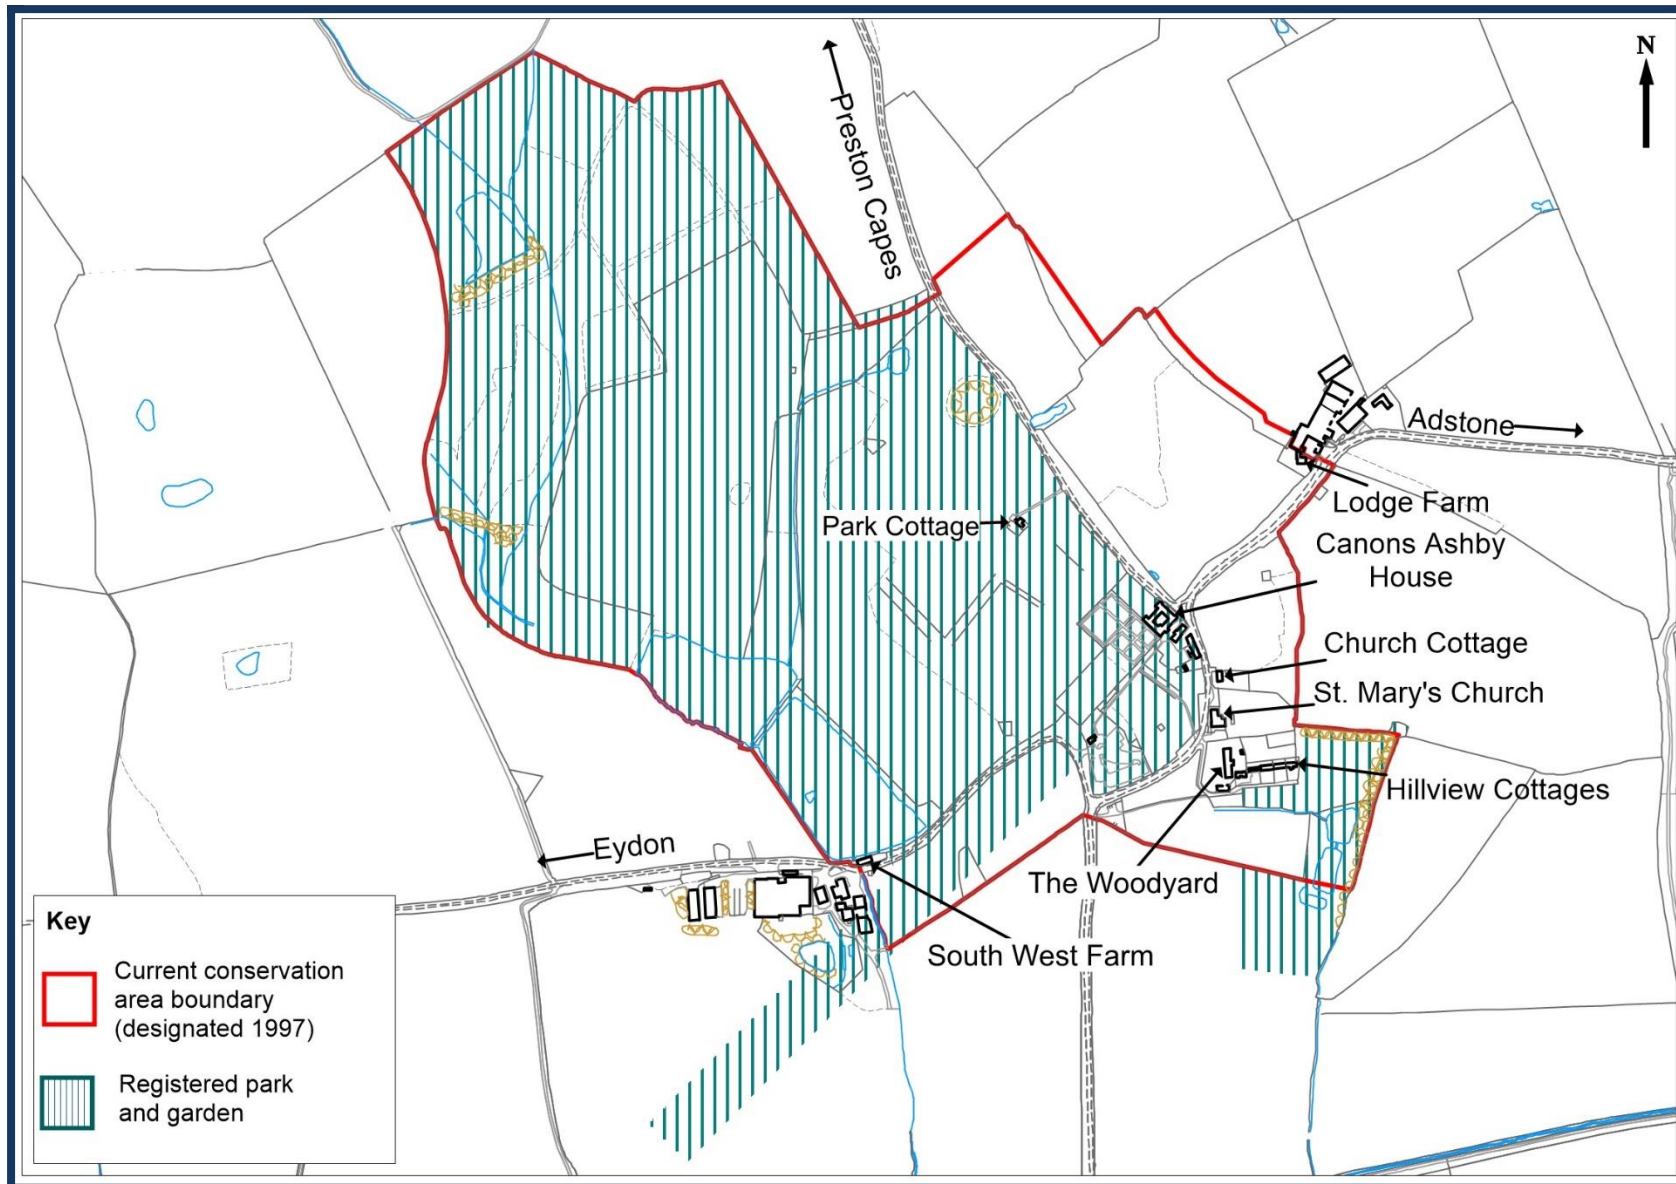 N
Preston Capes
Adstone
Lodge Farm
Park Cottage
Canons Ashby
House
Church Cottage
St. Mary's Church
Hillview Cottages
Eydon
The Woodyard
South West Farm
Key
Current conservation
area boundary
(designated 1997)
Registered park
and garden